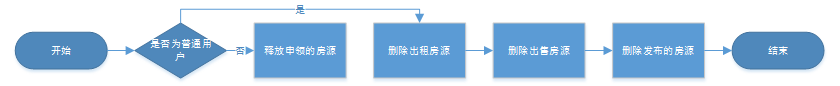 是
开始
是否为普通用
户
否
释放申领的房源
删除出租房源
删除出售房源
删除发布的房源
结束